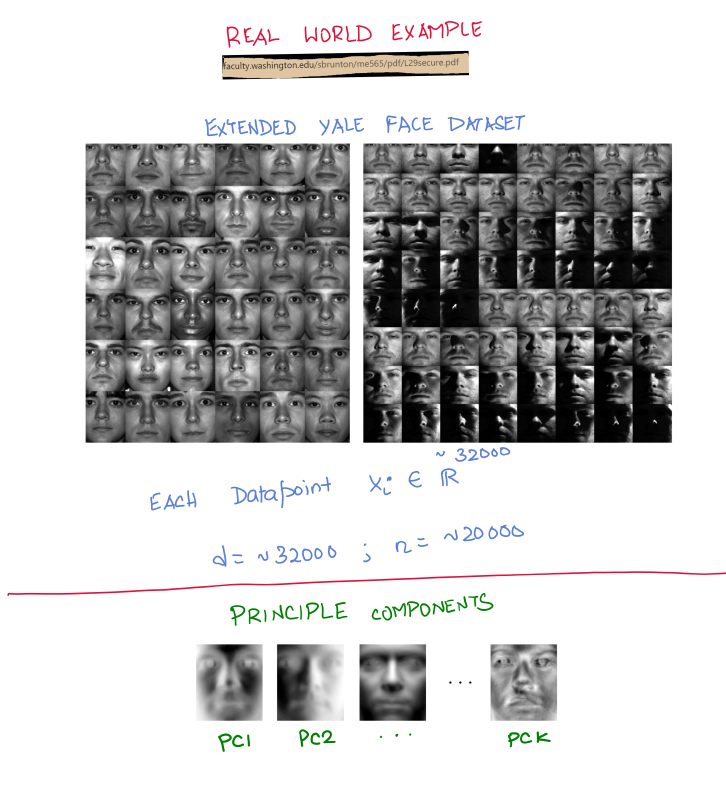 REAL WORLD EXAMPLE
faculty.washington.edu/sbrunton/me565/pdf/L29secure.pdf
EXTENDED YALE FACE DATASET
EACH Datapoint Xi ∈ ℝ^~32000
d = ~32000 ; n = ~20000
PRINCIPLE COMPONENTS
...
PC1 PC2 ... PCK